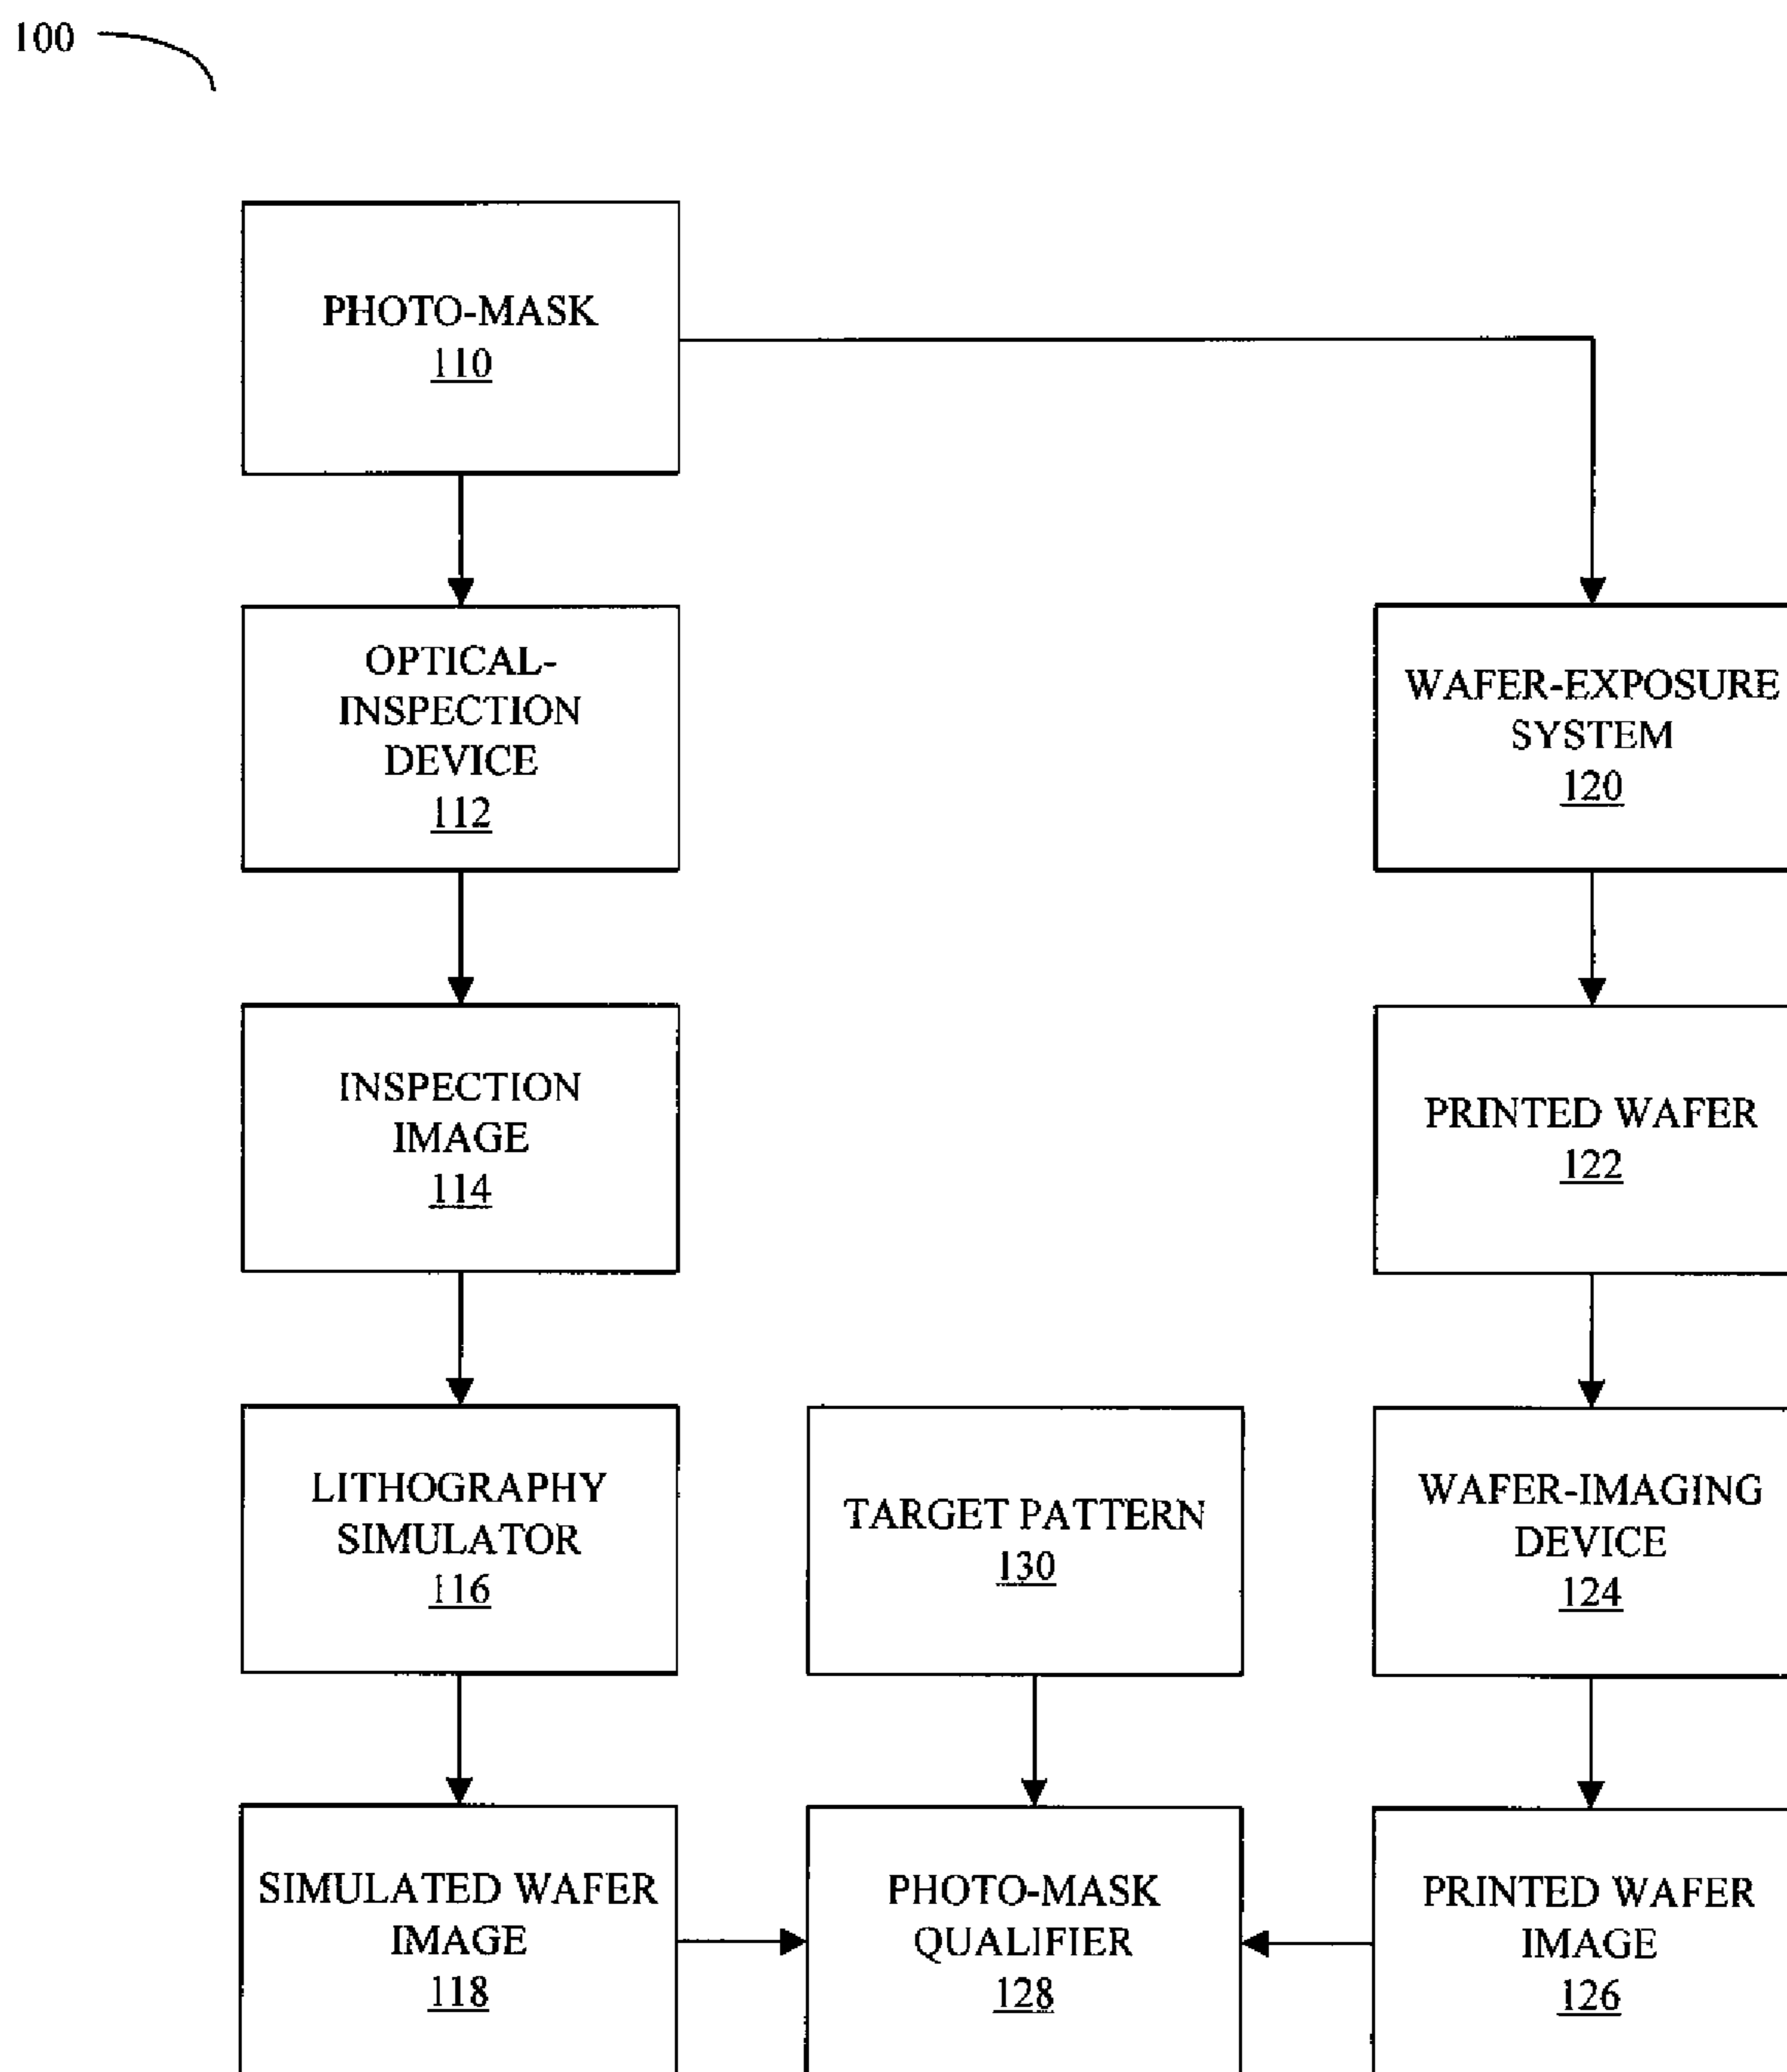 100
PHOTO-MASK
110
OPTICAL-
INSPECTION
DEVICE
112
WAFER-EXPOSURE
SYSTEM
120
INSPECTION
IMAGE
114
PRINTED WAFER
122
LITHOGRAPHY
SIMULATOR
116
TARGET PATTERN
130
WAFER-IMAGING
DEVICE
124
SIMULATED WAFER
IMAGE
118
PHOTO-MASK
QUALIFIER
128
PRINTED WAFER
IMAGE
126